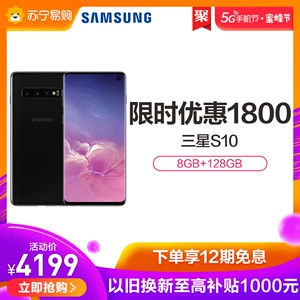 苏宁易购
SAMSUNG
聚
5G手机节·蜜蜂节
限时优惠1800
三星S10
8GB+128GB
SAMSUNG
活动价
¥4199
立即抢购
下单享12期免息
以旧换新至高补贴1000元